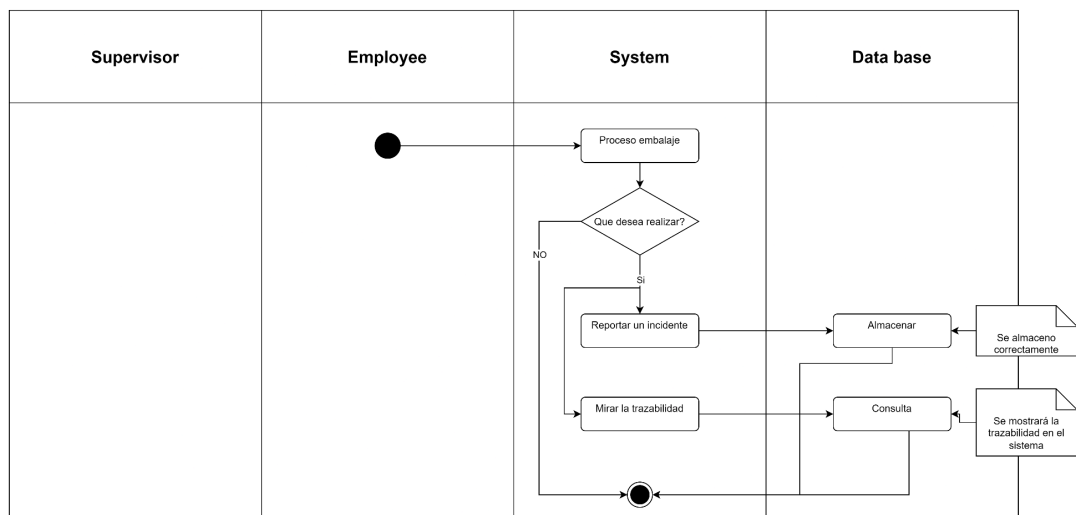 Supervisor
Employee
System
Data base
Proceso embalaje
Que desea realizar?
NO
Si
Reportar un incidente
Almacenar
Se almaceno
correctamente
Mirar la trazabilidad
Consulta
Se mostrará la
trazabilidad en el
sistema